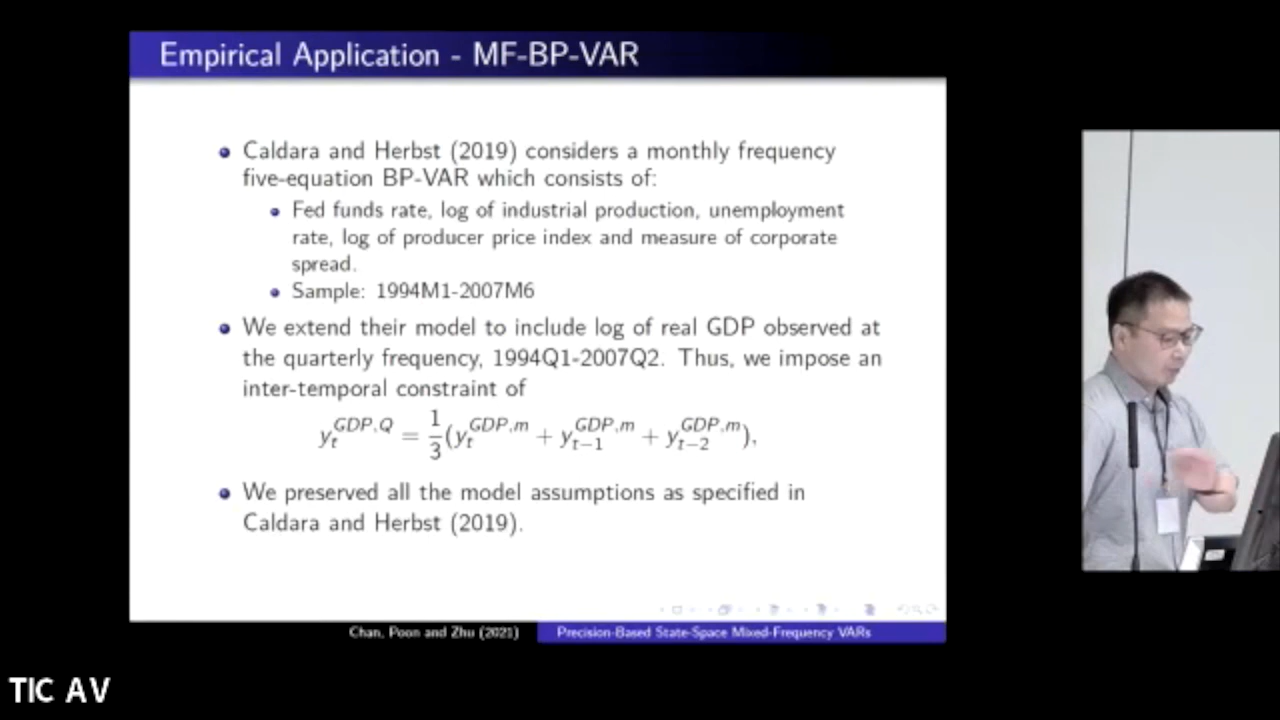 Empirical Application - MF-BP-VAR
Caldara and Herbst (2019) considers a monthly frequency
five-equation BP-VAR which consists of:
Fed funds rate, log of industrial production, unemployment
rate, log of producer price index and measure of corporate
spread.
Sample: 1994M1-2007M6
We extend their model to include log of real GDP observed at
the quarterly frequency, 1994Q1-2007Q2. Thus, we impose an
inter-temporal constraint of
y_t^{GDP,Q} = \frac{1}{3}(y_t^{GDP,m} + y_{t-1}^{GDP,m} + y_{t-2}^{GDP,m}),
We preserved all the model assumptions as specified in
Caldara and Herbst (2019).
Chan, Poon and Zhu (2021) Precision-Based State-Space Mixed-Frequency VARs
TIC AV